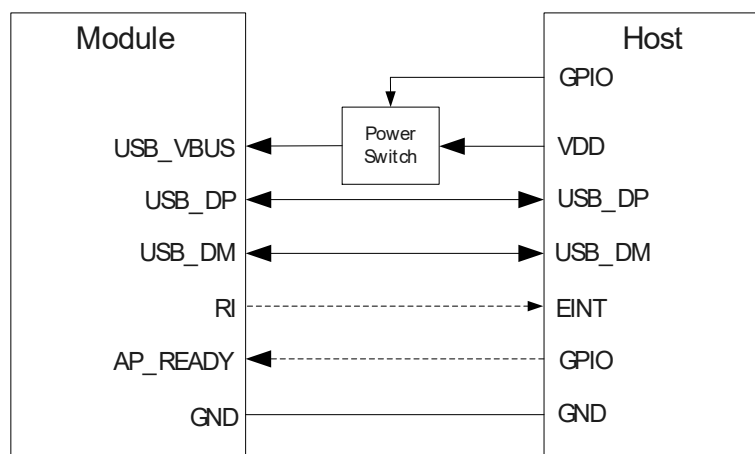 Module
Host
GPIO
Power
Switch
USB_VBUS
VDD
USB_DP
USB_DP
USB_DM
USB_DM
RI
EINT
AP_READY
GPIO
GND
GND